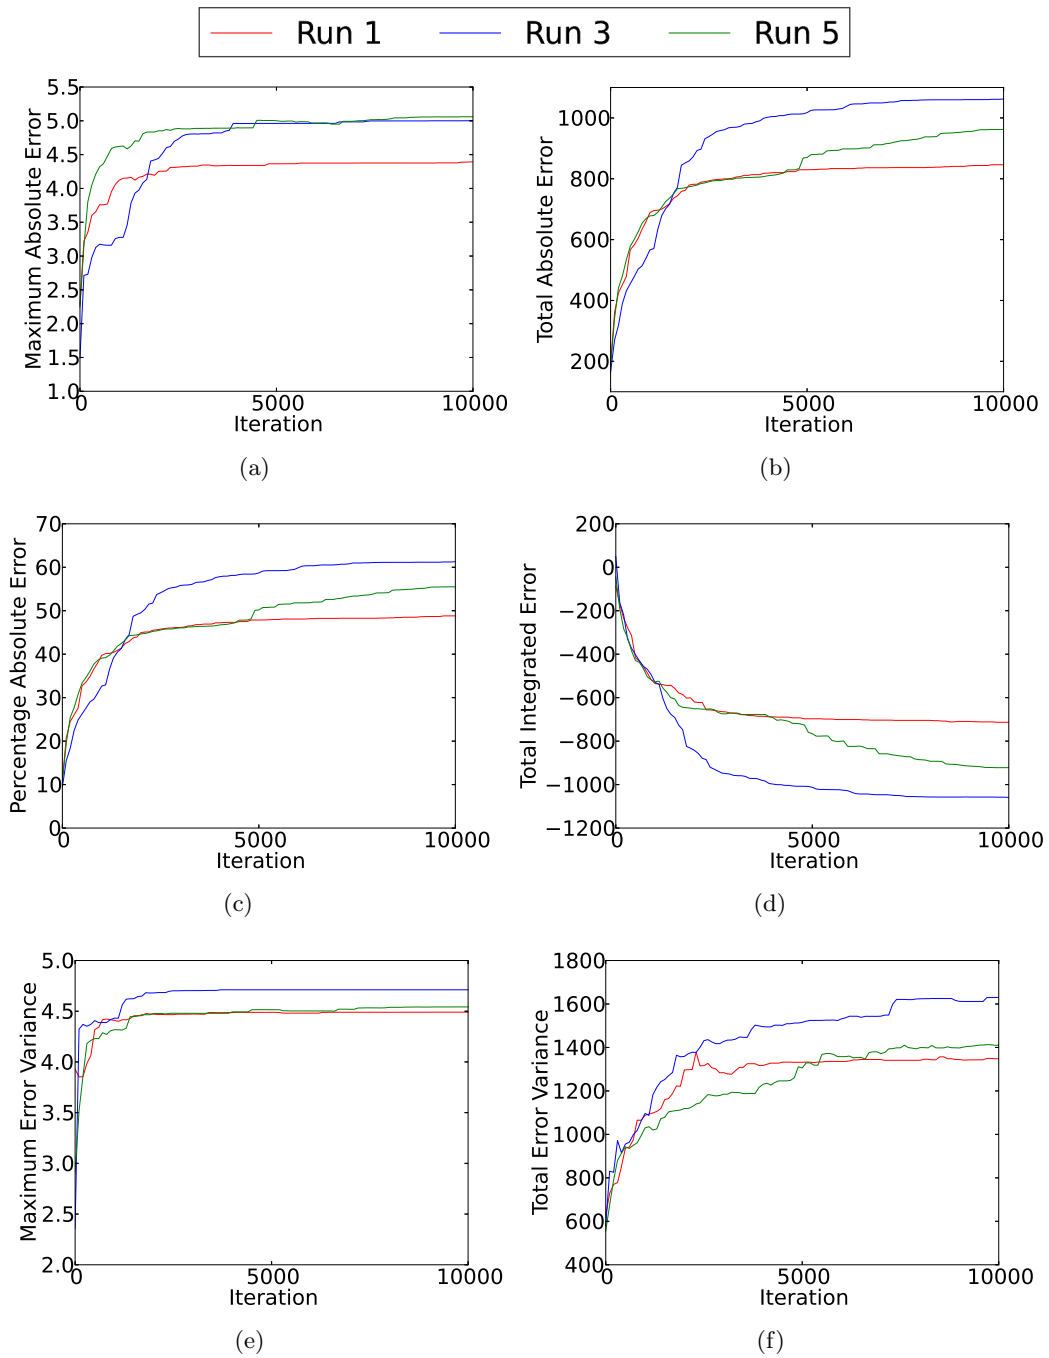 Run 1 Run 3 Run 5
5.5
5.0
4.5
4.0
3.5
3.0
2.5
2.0
1.5
1.0
Maximum Absolute Error
0 5000 10000
Iteration
(a)
1000
800
600
400
200
Total Absolute Error
0 5000 10000
Iteration
(b)
70
60
50
40
30
20
10
0
Percentage Absolute Error
0 5000 10000
Iteration
(c)
200
0
−200
−400
−600
−800
−1000
−1200
Total Integrated Error
0 5000 10000
Iteration
(d)
5.0
4.5
4.0
3.5
3.0
2.5
2.0
Maximum Error Variance
0 5000 10000
Iteration
(e)
1800
1600
1400
1200
1000
800
600
400
Total Error Variance
0 5000 10000
Iteration
(f)